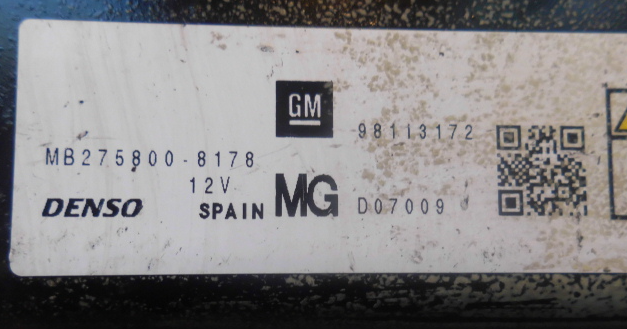 GM
98113172
MB275800-8178
12V
DENSO
SPAIN
MG
D07009